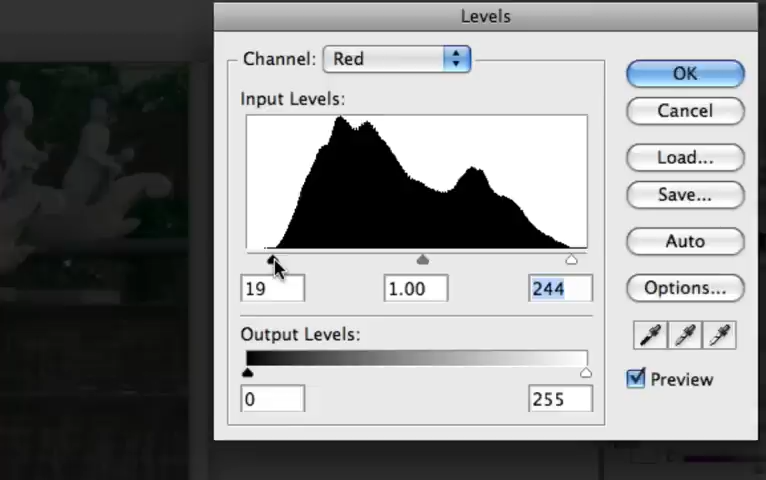 Levels
Channel: Red
Input Levels:
19 1.00 244
Output Levels:
0 255
OK
Cancel
Load...
Save...
Auto
Options...
Preview